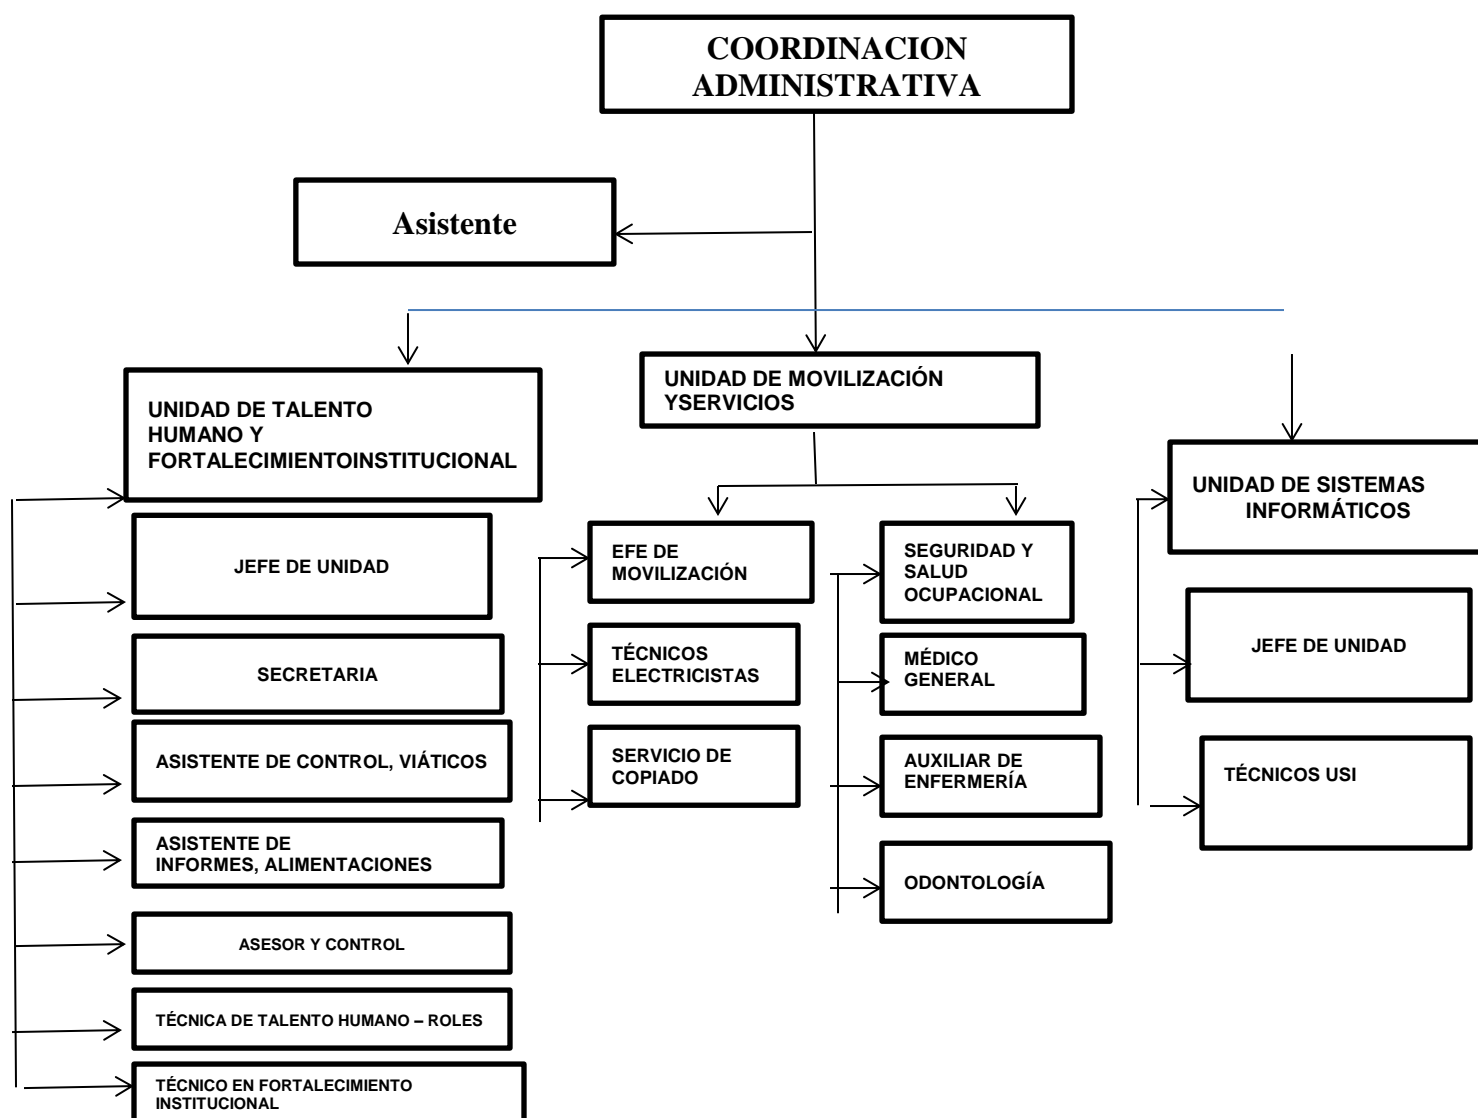 COORDINACION
ADMINISTRATIVA
Asistente
UNIDAD DE TALENTO
HUMANO Y
FORTALECIMIENTOINSTITUCIONAL
JEFE DE UNIDAD
SECRETARIA
ASISTENTE DE CONTROL, VIÁTICOS
ASISTENTE DE
INFORMES, ALIMENTACIONES
ASESOR Y CONTROL
TÉCNICA DE TALENTO HUMANO – ROLES
TÉCNICO EN FORTALECIMIENTO
INSTITUCIONAL
UNIDAD DE MOVILIZACIÓN
YSERVICIOS
EFE DE
MOVILIZACIÓN
TÉCNICOS
ELECTRICISTAS
SERVICIO DE
COPIADO
SEGURIDAD Y
SALUD
OCUPACIONAL
MÉDICO
GENERAL
AUXILIAR DE
ENFERMERÍA
ODONTOLOGÍA
UNIDAD DE SISTEMAS
INFORMÁTICOS
JEFE DE UNIDAD
TÉCNICOS USI